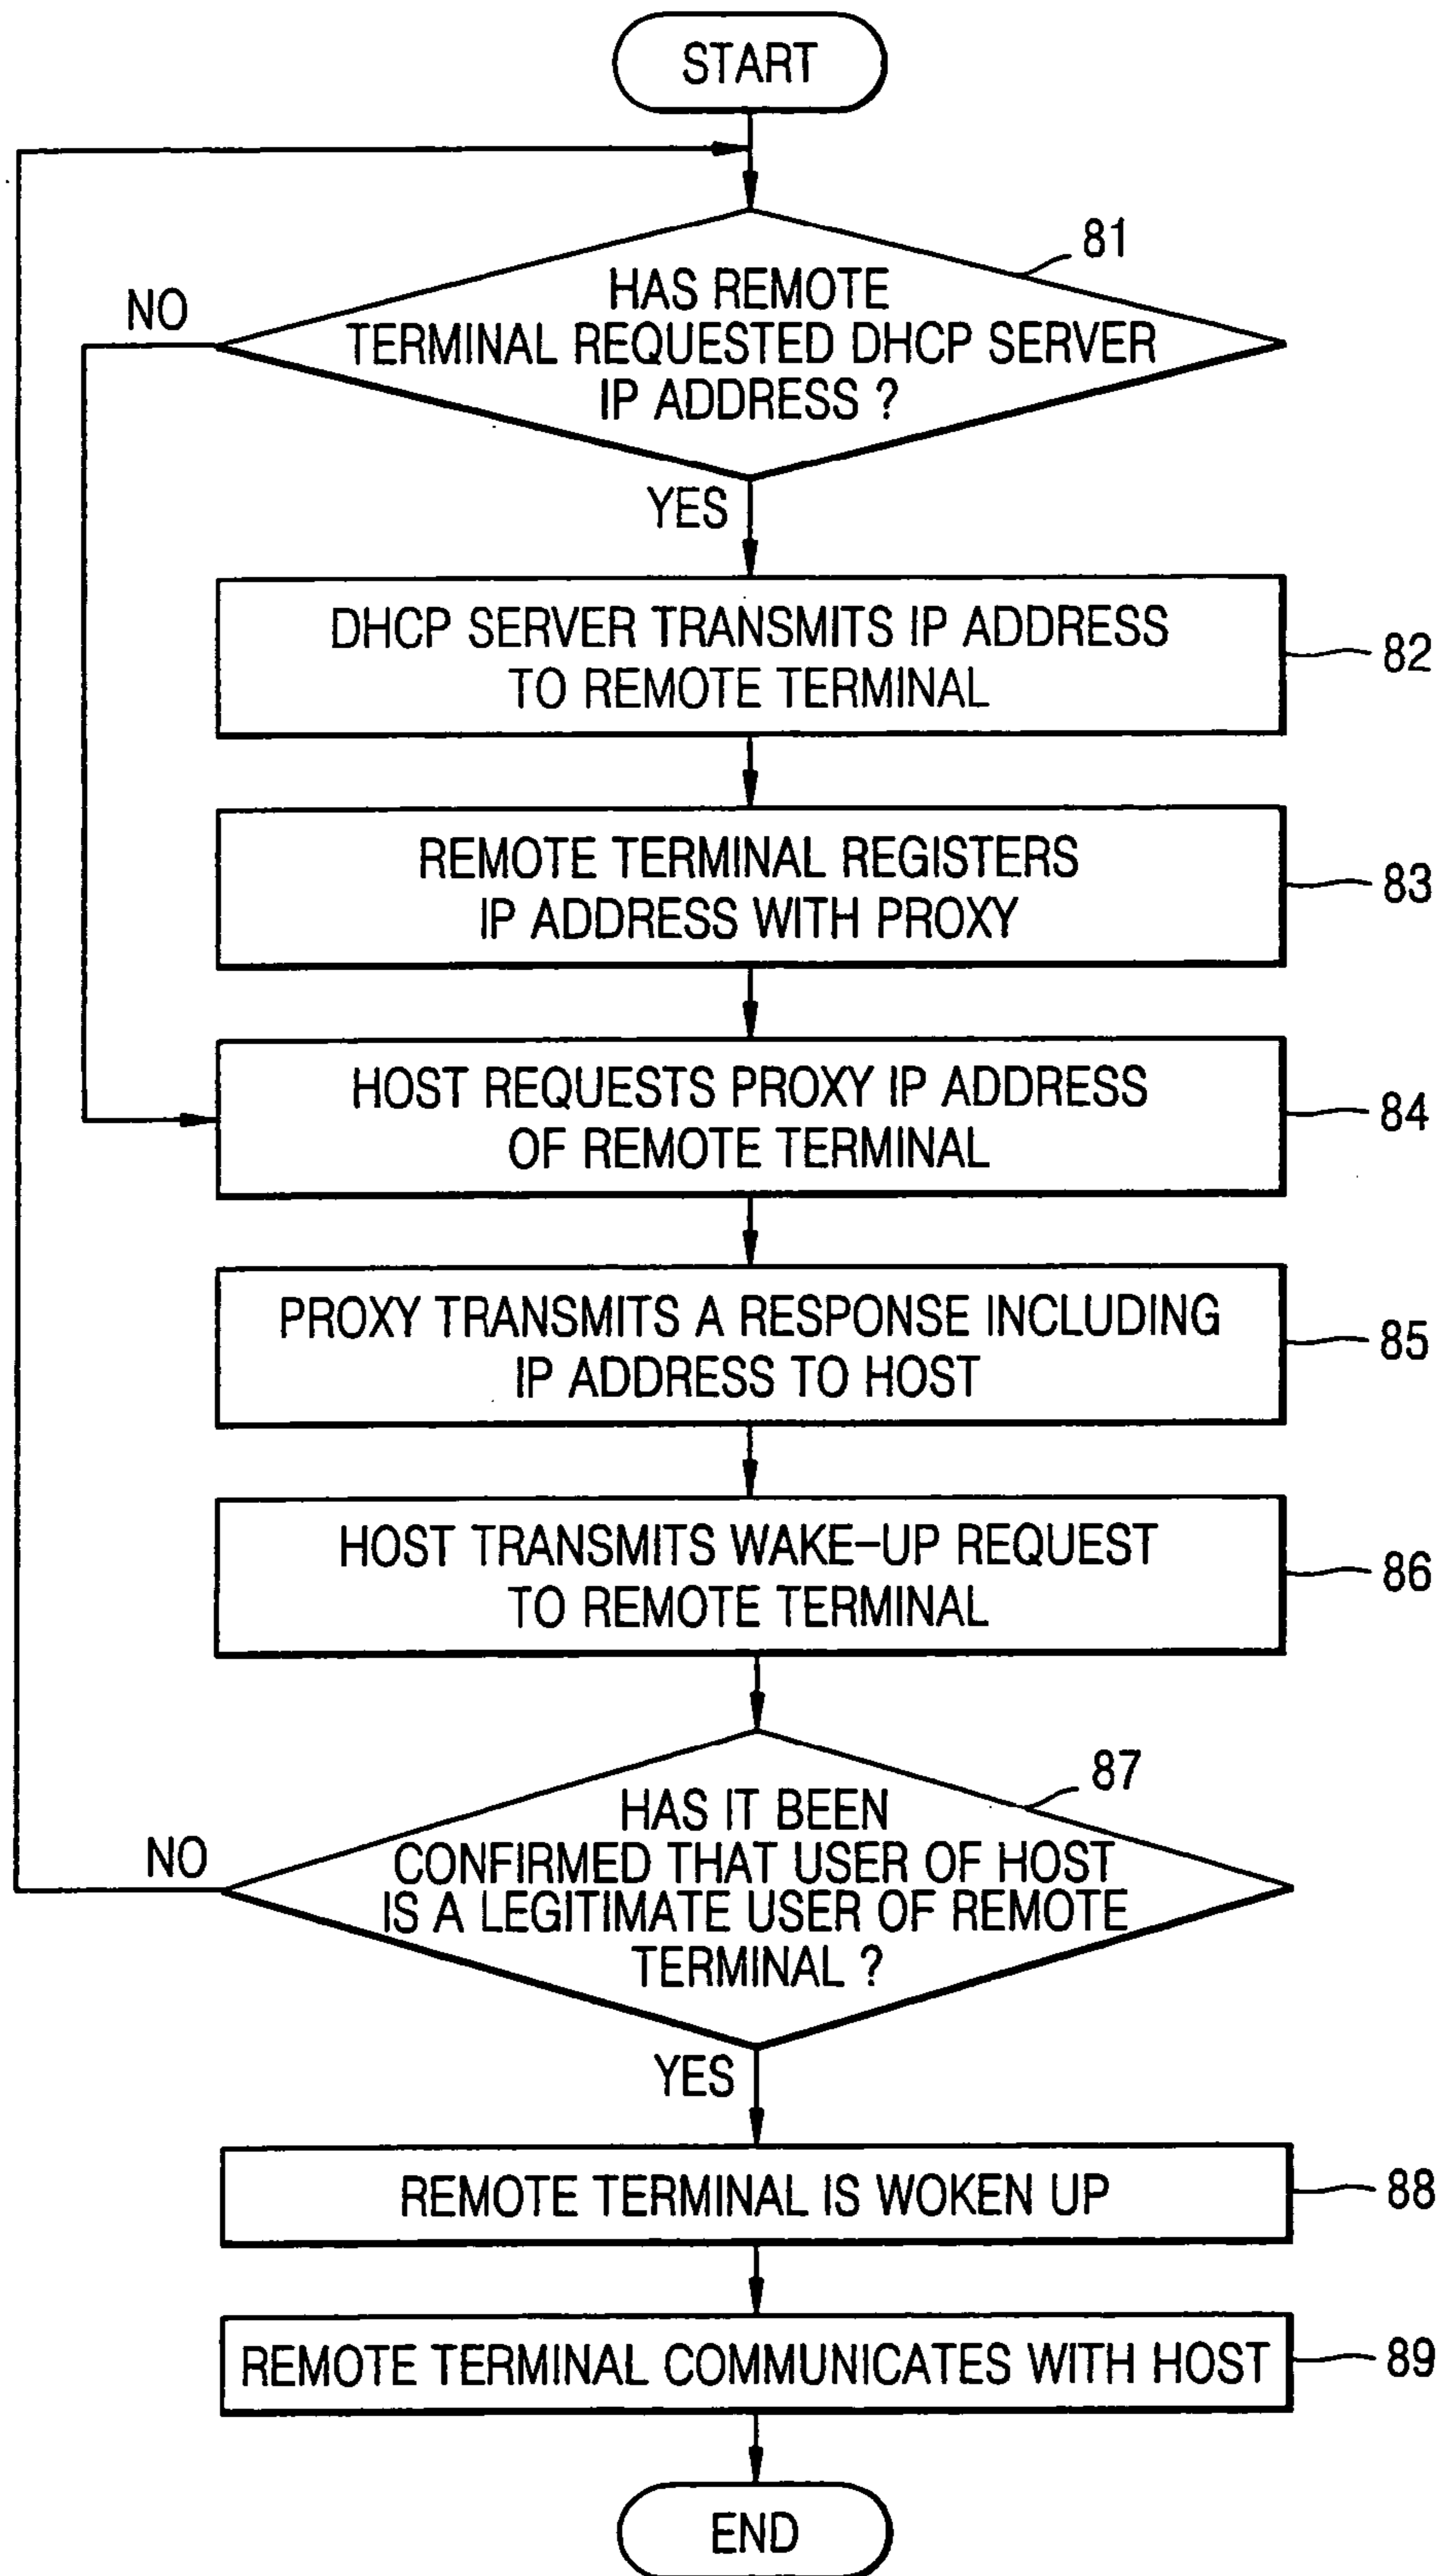 START
81
HAS REMOTE
TERMINAL REQUESTED DHCP SERVER
IP ADDRESS ?
NO
YES
DHCP SERVER TRANSMITS IP ADDRESS
TO REMOTE TERMINAL
82
REMOTE TERMINAL REGISTERS
IP ADDRESS WITH PROXY
83
HOST REQUESTS PROXY IP ADDRESS
OF REMOTE TERMINAL
84
PROXY TRANSMITS A RESPONSE INCLUDING
IP ADDRESS TO HOST
85
HOST TRANSMITS WAKE-UP REQUEST
TO REMOTE TERMINAL
86
87
HAS IT BEEN
CONFIRMED THAT USER OF HOST
IS A LEGITIMATE USER OF REMOTE
TERMINAL ?
NO
YES
REMOTE TERMINAL IS WOKEN UP
88
REMOTE TERMINAL COMMUNICATES WITH HOST
89
END